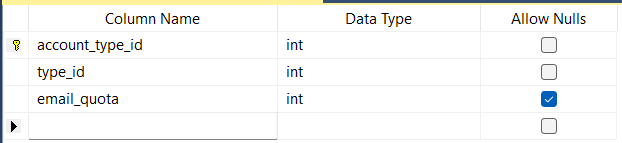 Column Name Data Type Allow Nulls
account_type_id int
type_id int
email_quota int